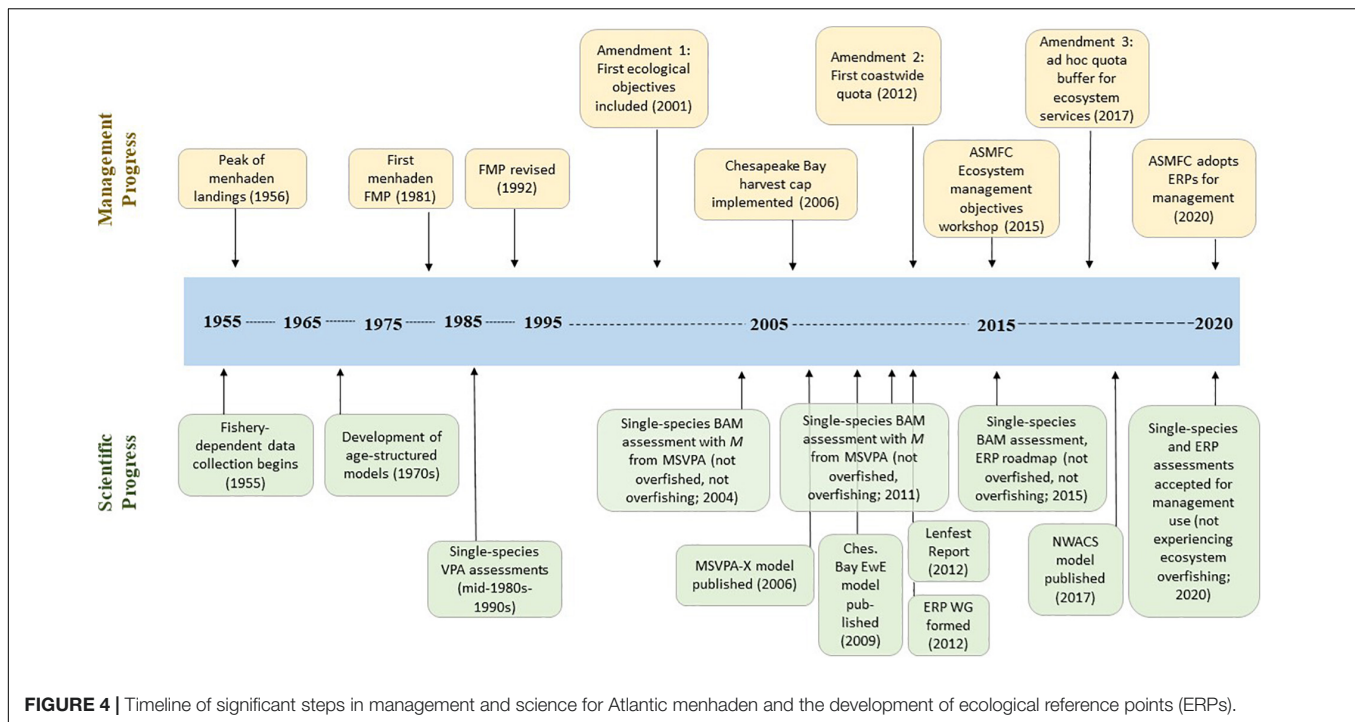 Management
Progress
Peak of
menhaden
landings (1956)
First
menhaden
FMP (1981)
FMP revised
(1992)
Amendment 1:
First ecological
objectives
included (2001)
Chesapeake Bay
harvest cap
implemented (2006)
Amendment 2:
First coastwide
quota (2012)
ASMFC
Ecosystem
management
objectives
workshop (2015)
Amendment 3:
ad hoc quota
buffer for
ecosystem
services (2017)
ASMFC adopts
ERPs for
management
(2020)
1955 1965 1975 1985 1995 2005 2015 2020
Scientific
Progress
Fishery-
dependent data
collection begins
(1955)
Development of
age-structured
models (1970s)
Single-species
VPA assessments
(mid-1980s-
1990s)
Single-species BAM
assessment with M
from MSVPA (not
overfished, not
overfishing; 2004)
MSVPA-X model
published (2006)
Single-species BAM
assessment with M
from MSVPA (not
overfished,
overfishing; 2011)
Ches.
Bay EwE
model
pub-
lished
(2009)
Lenfest
Report
(2012)
ERP WG
formed
(2012)
Single-species
BAM assessment,
ERP roadmap (not
overfished, not
overfishing; 2015)
NWACS
model
published
(2017)
Single-species
and ERP
assessments
accepted for
management
use (not
experiencing
ecosystem
overfishing;
2020)
FIGURE 4 | Timeline of significant steps in management and science for Atlantic menhaden and the development of ecological reference points (ERPs).